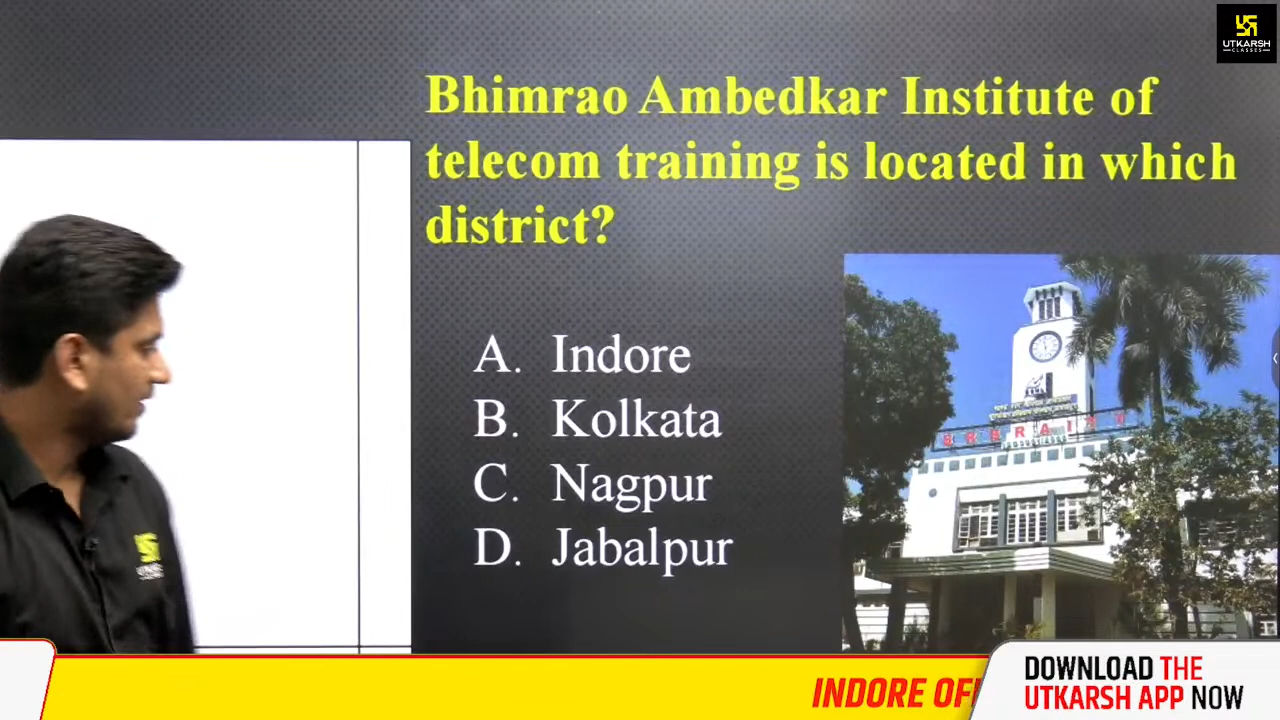 UTKARSH
CLASSES
Bhimrao Ambedkar Institute of
telecom training is located in which
district?
A. Indore
B. Kolkata
C. Nagpur
D. Jabalpur
INDORE OF
DOWNLOAD THE
UTKARSH APP NOW